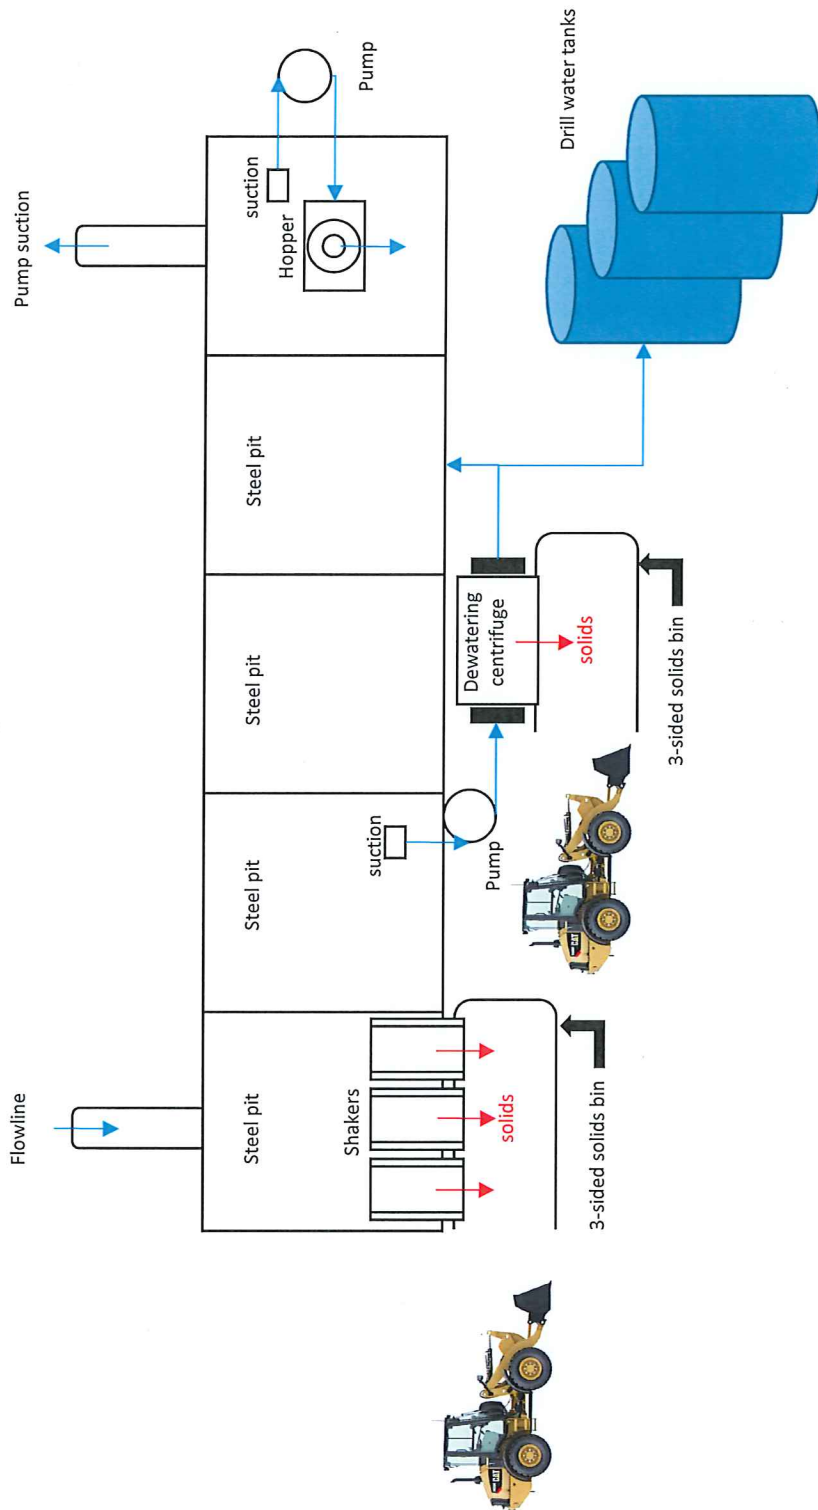 Flowline
Pump suction
Steel pit
Steel pit
Steel pit
Steel pit
suction
Pump
Hopper
Shakers
suction
solids
Pump
Dewatering
centrifuge
solids
Drill water tanks
3-sided solids bin
3-sided solids bin
CAT
CAT